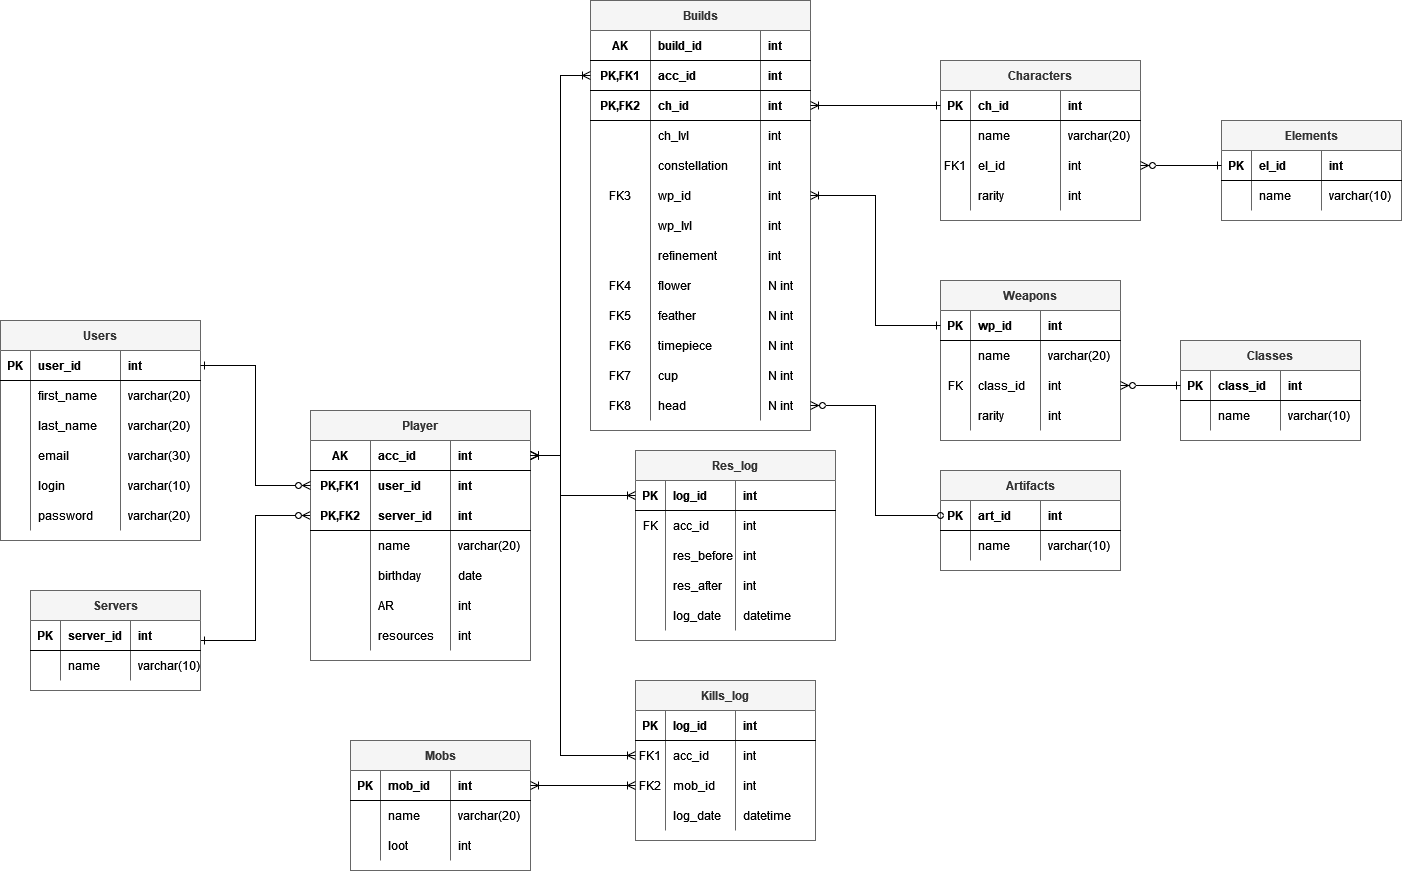 Builds
AK build_id int
PK,FK1 acc_id int
PK,FK2 ch_id int
ch_lvl int
constellation int
FK3 wp_id int
wp_lvl int
refinement int
FK4 flower N int
FK5 feather N int
FK6 timepiece N int
FK7 cup N int
FK8 head N int
Characters
PK ch_id int
name varchar(20)
FK1 el_id int
rarity int
Elements
PK el_id int
name varchar(10)
Weapons
PK wp_id int
name varchar(20)
FK class_id int
rarity int
Classes
PK class_id int
name varchar(10)
Users
PK user_id int
first_name varchar(20)
last_name varchar(20)
email varchar(30)
login varchar(10)
password varchar(20)
Player
AK acc_id int
PK,FK1 user_id int
PK,FK2 server_id int
name varchar(20)
birthday date
AR int
resources int
Res_log
PK log_id int
FK acc_id int
res_before int
res_after int
log_date datetime
Artifacts
PK art_id int
name varchar(10)
Servers
PK server_id int
name varchar(10)
Kills_log
PK log_id int
FK1 acc_id int
FK2 mob_id int
log_date datetime
Mobs
PK mob_id int
name varchar(20)
loot int